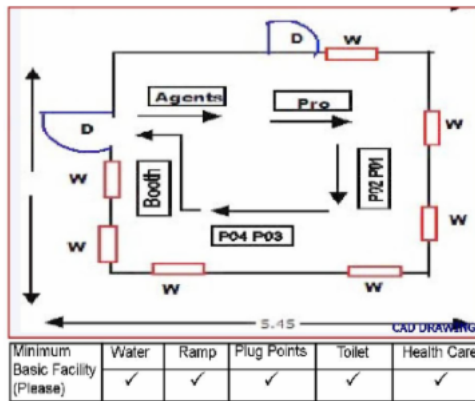 D W
Agents
Pro
W
D
W
Booth
P02 P01
W
W
P04 P03
W
W
5.45
CAD DRAWING
Minimum Basic Facility (Please) Water Ramp Plug Points Toilet Health Care
✓ ✓ ✓ ✓ ✓